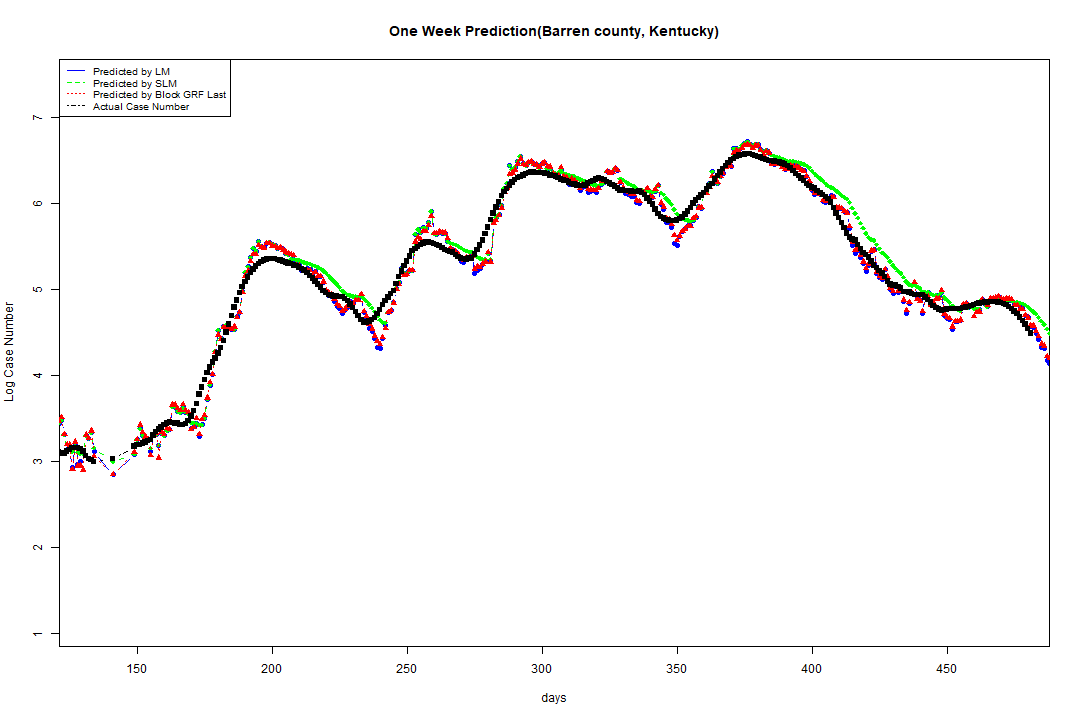 One Week Prediction(Barren county, Kentucky)
Predicted by LM
Predicted by SLM
Predicted by Block GRF Last
Actual Case Number
7
6
5
4
3
2
1
Log Case Number
150 200 250 300 350 400 450
days